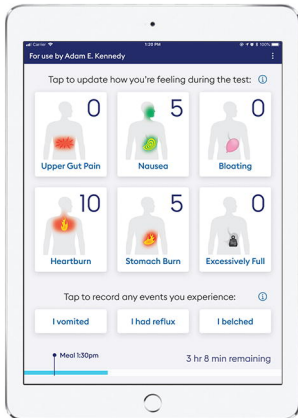 Carrier
1:20 PM
100%
For use by Adam E. Kennedy
Tap to update how you're feeling during the test:
0
5
0
Upper Gut Pain
Nausea
Bloating
10
5
0
Heartburn
Stomach Burn
Excessively Full
Tap to record any events you experience:
I vomited
I had reflux
I belched
Meal 1:30pm
3 hr 8 min remaining